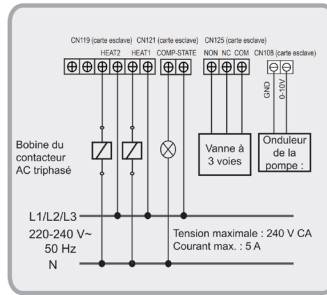 CN119 (carte esclave) CN121 (carte esclave) CN125 (carte esclave)
HEAT2 HEAT1 COMP-STATE NON NC COM CN108 (carte esclave)
GND
0-10V
Bobine du
contacteur
AC triphasé
Vanne à
3 voies
Onduleur
de la
pompe :
L1/L2/L3
220-240 V~
50 Hz
N
Tension maximale : 240 V CA
Courant max. : 5 A